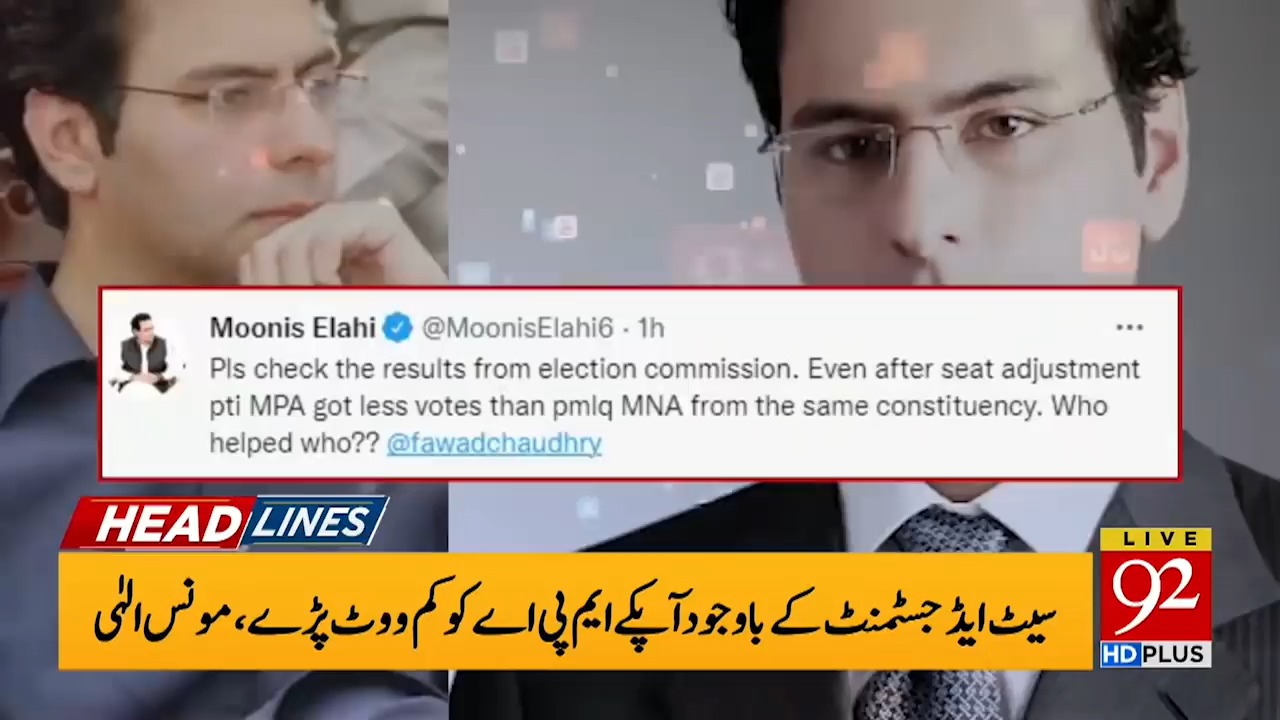 Moonis Elahi @MoonisElahi6 · 1h
Pls check the results from election commission. Even after seat adjustment
pti MPA got less votes than pmlq MNA from the same constituency. Who
helped who?? @fawadchaudhry
HEADLINES
سیٹ ایڈجسٹمنٹ کے باوجود آپکے ایم پی اے کو کم ووٹ پڑے، مونس الٰہی
LIVE
92
HD PLUS